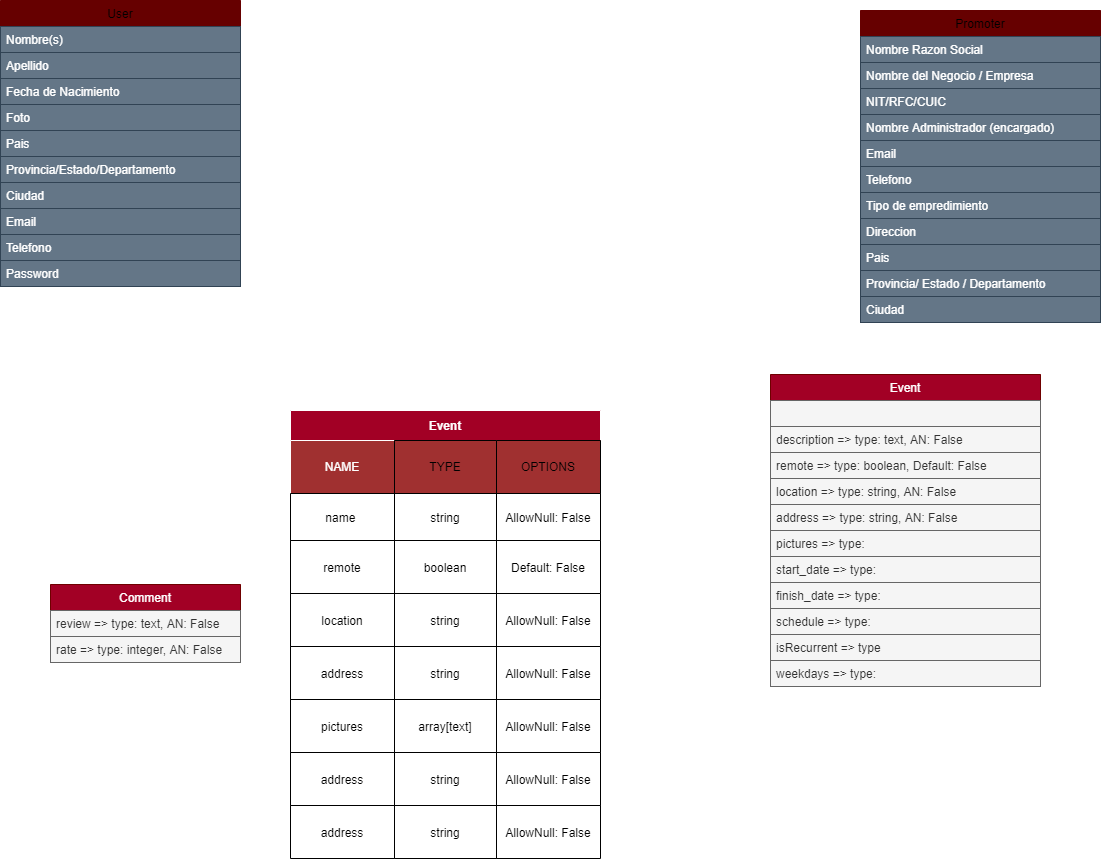 User
Nombre(s)
Apellido
Fecha de Nacimiento
Foto
Pais
Provincia/Estado/Departamento
Ciudad
Email
Telefono
Password
Promoter
Nombre Razon Social
Nombre del Negocio / Empresa
NIT/RFC/CUIC
Nombre Administrador (encargado)
Email
Telefono
Tipo de empredimiento
Direccion
Pais
Provincia/ Estado / Departamento
Ciudad
Comment
review => type: text, AN: False
rate => type: integer, AN: False
Event
NAME TYPE OPTIONS
name string AllowNull: False
remote boolean Default: False
location string AllowNull: False
address string AllowNull: False
pictures array[text] AllowNull: False
address string AllowNull: False
address string AllowNull: False
Event
description => type: text, AN: False
remote => type: boolean, Default: False
location => type: string, AN: False
address => type: string, AN: False
pictures => type:
start_date => type:
finish_date => type:
schedule => type:
isRecurrent => type
weekdays => type: